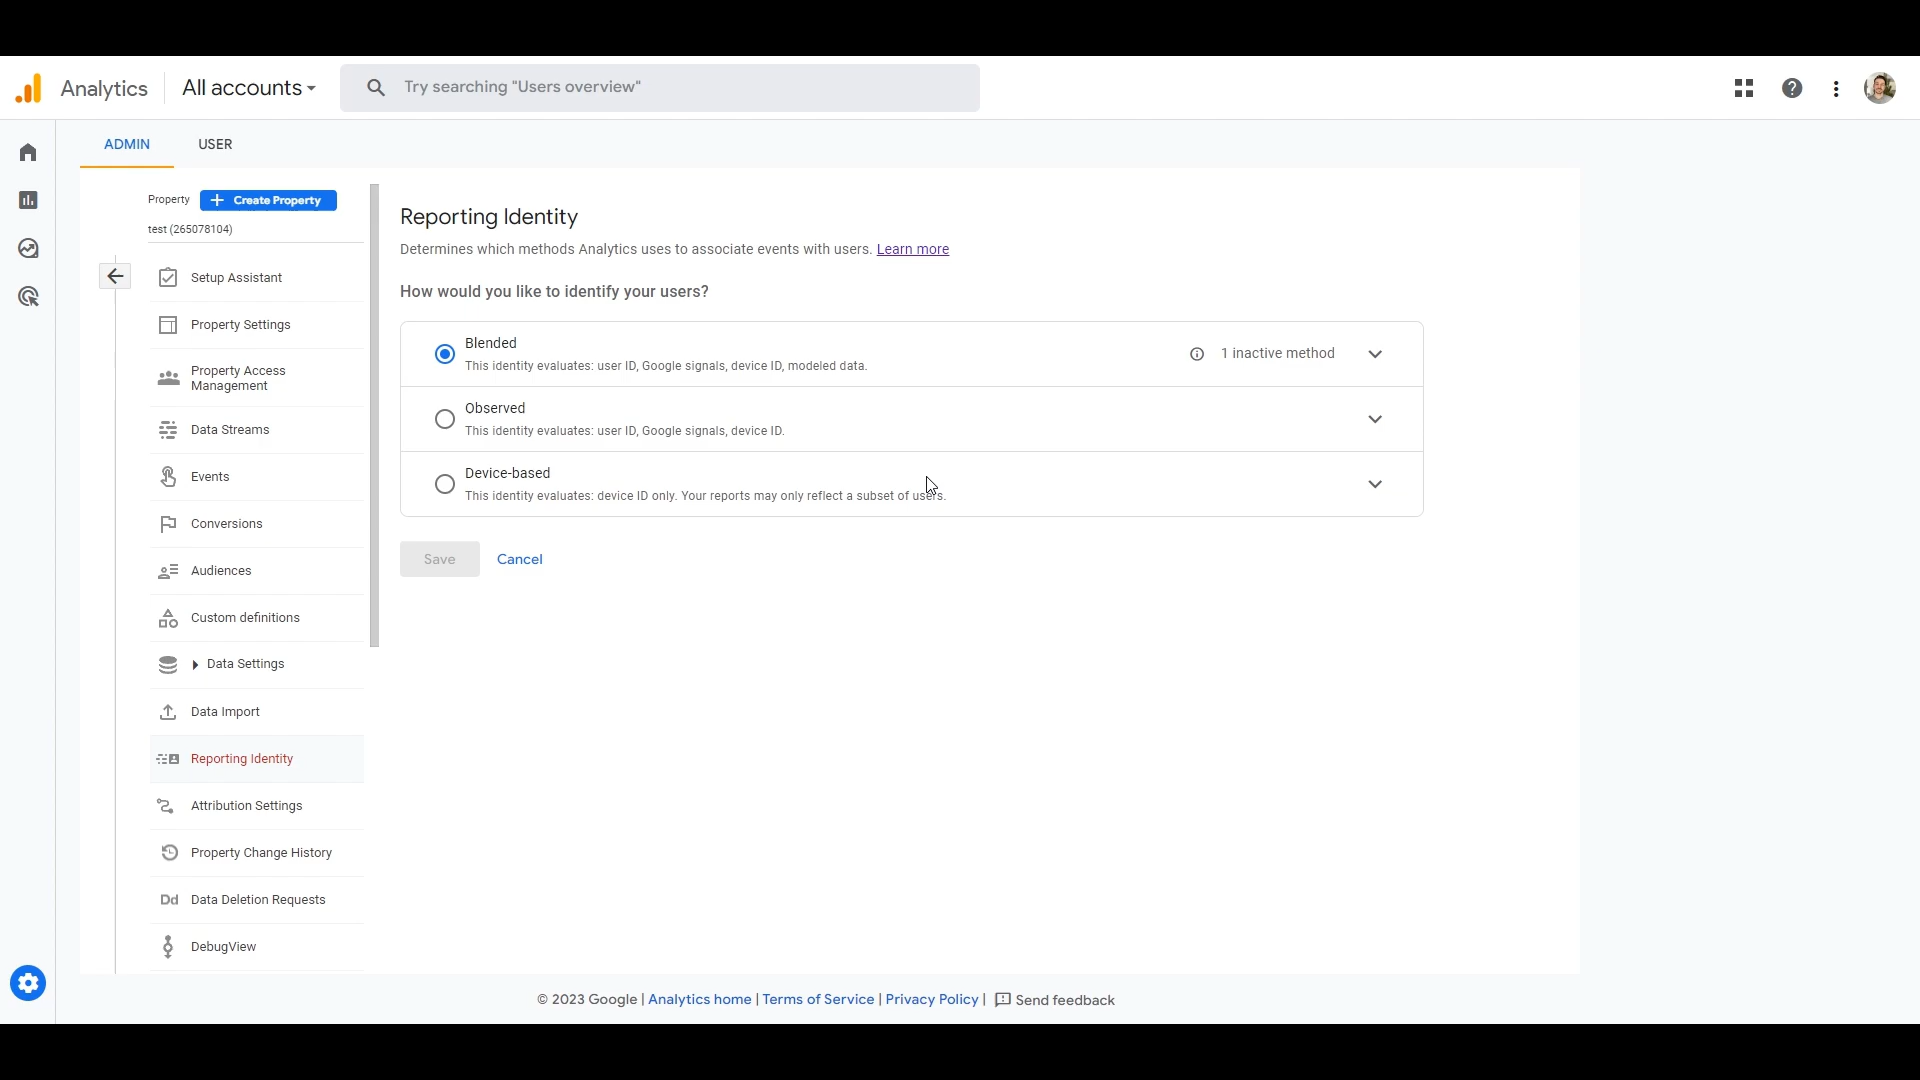 Analytics
All accounts
Try searching "Users overview"
ADMIN
USER
Property
Create Property
test (265078104)
Setup Assistant
Property Settings
Property Access
Management
Data Streams
Events
Conversions
Audiences
Custom definitions
Data Settings
Data Import
Reporting Identity
Attribution Settings
Property Change History
Dd Data Deletion Requests
DebugView
Reporting Identity
Determines which methods Analytics uses to associate events with users. Learn more
How would you like to identify your users?
Blended
This identity evaluates: user ID, Google signals, device ID, modeled data.
1 inactive method
Observed
This identity evaluates: user ID, Google signals, device ID.
Device-based
This identity evaluates: device ID only. Your reports may only reflect a subset of users.
Save
Cancel
© 2023 Google | Analytics home | Terms of Service | Privacy Policy | Send feedback